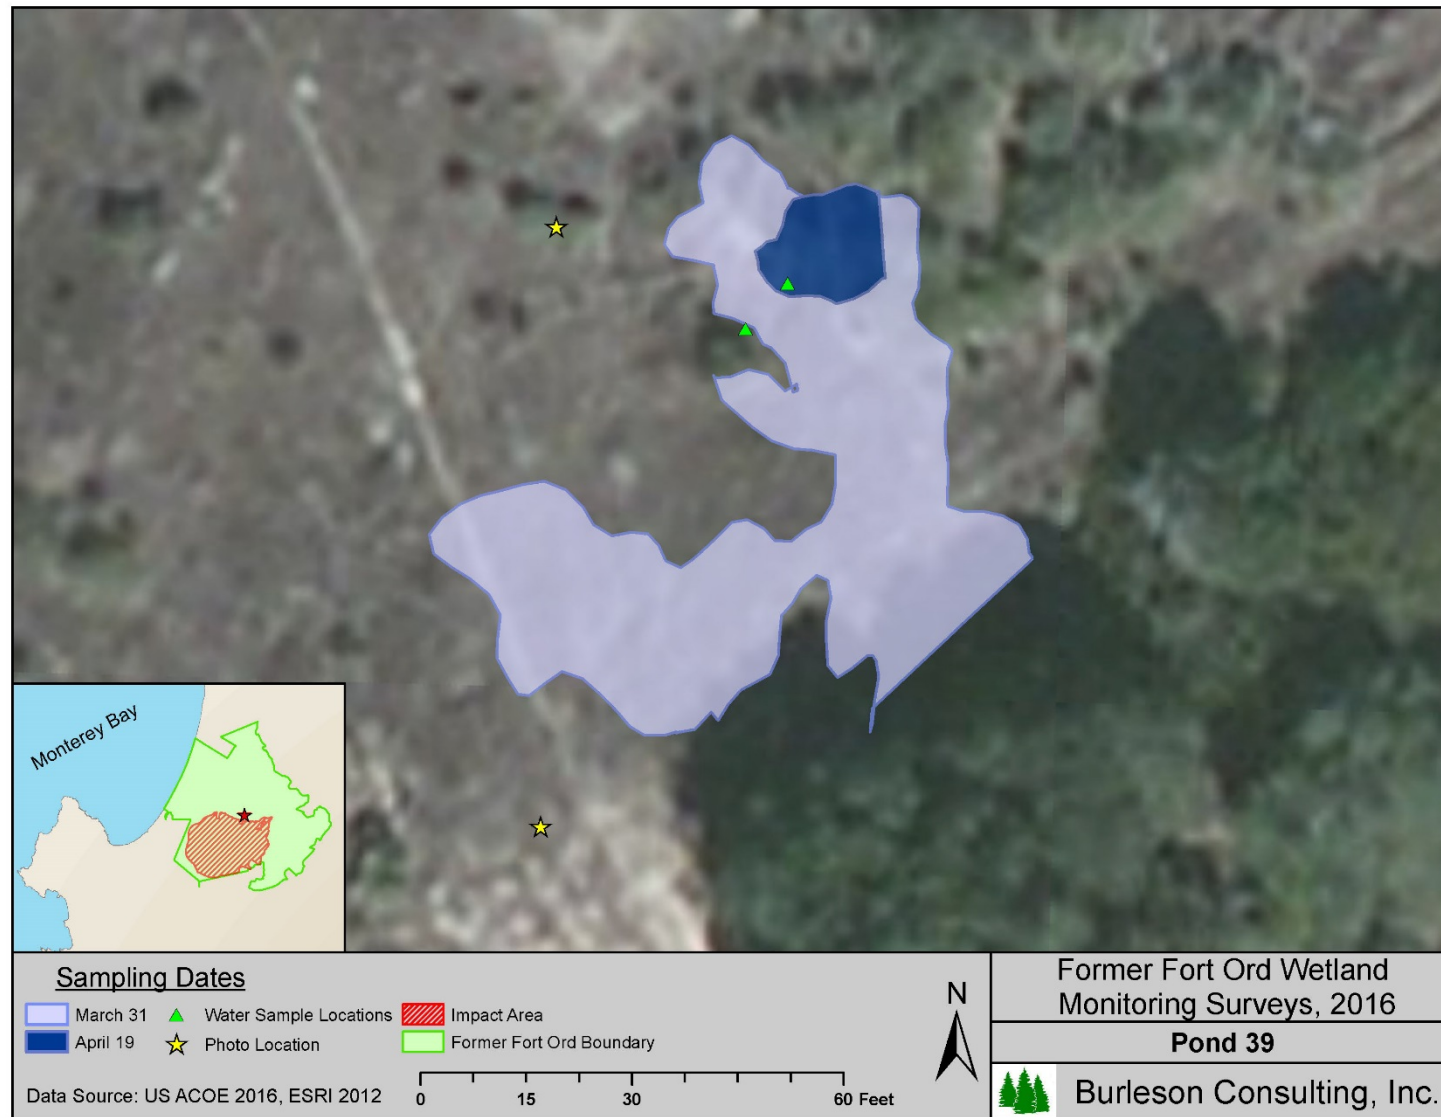 Monterey Bay
Sampling Dates
March 31
Water Sample Locations
Impact Area
April 19
Photo Location
Former Fort Ord Boundary
Data Source: US ACOE 2016, ESRI 2012
0 15 30 60 Feet
N
Former Fort Ord Wetland
Monitoring Surveys, 2016
Pond 39
Burleson Consulting, Inc.